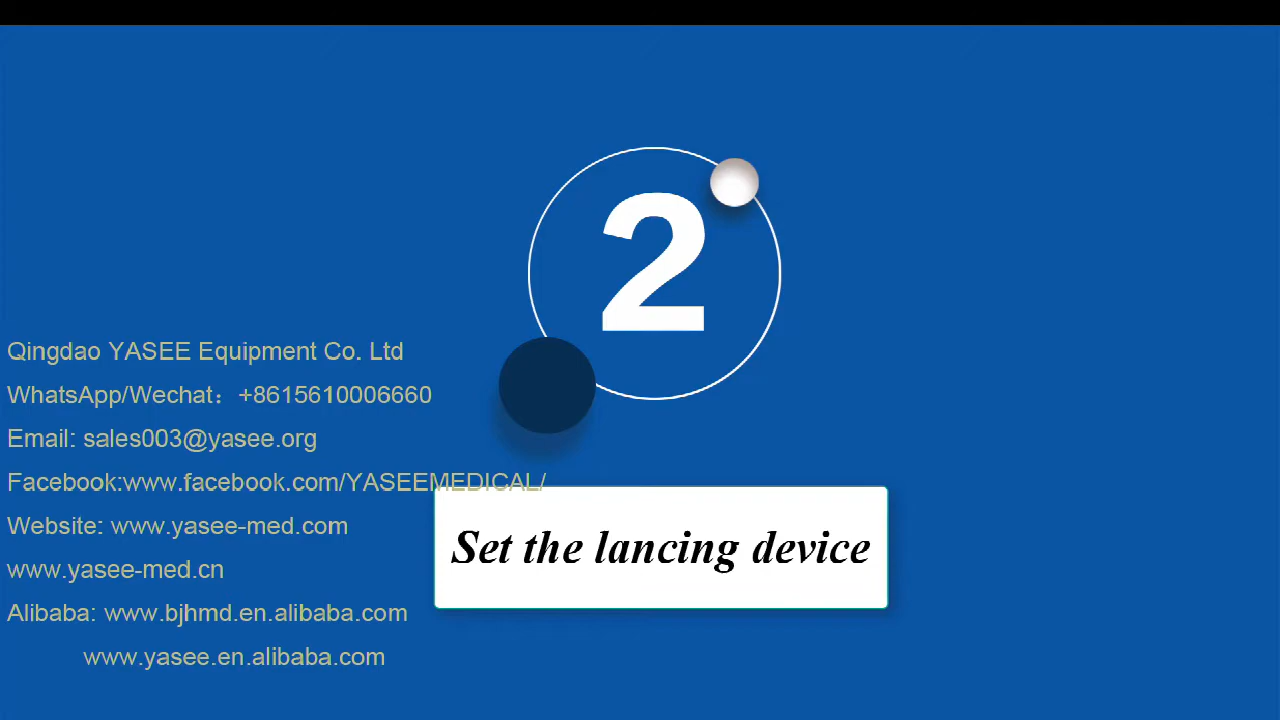 2
Qingdao YASEE Equipment Co. Ltd
WhatsApp/Wechat：+8615610006660
Email: sales003@yasee.org
Facebook:www.facebook.com/YASEEMEDICAL/
Website: www.yasee-med.com
www.yasee-med.cn
Alibaba: www.bjhmd.en.alibaba.com
www.yasee.en.alibaba.com
Set the lancing device